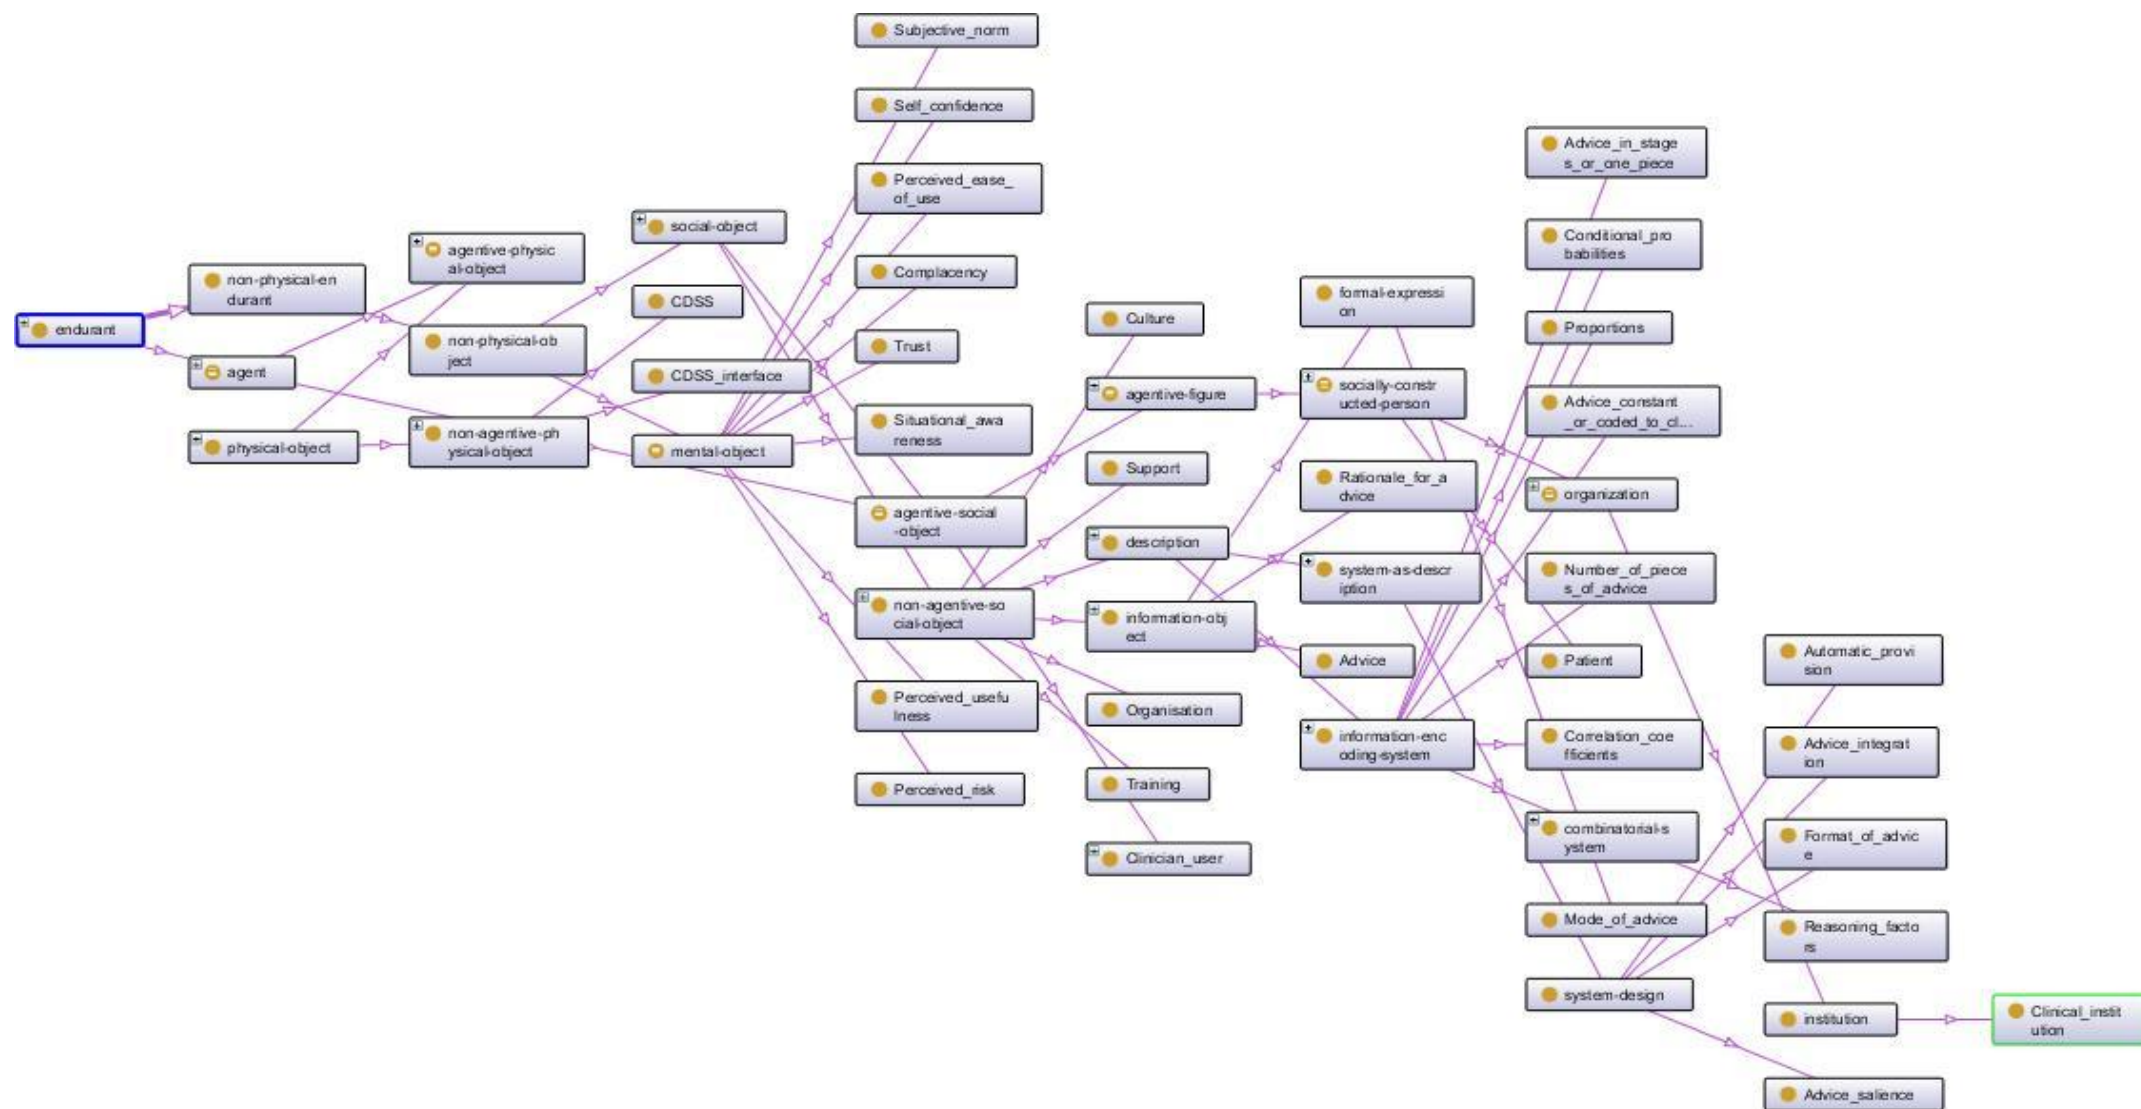 endurant
non-physical-en
durant
agent
physical-object
agentive-physic
al-object
non-physical-ob
ject
non-agentive-ph
ysical-object
social-object
CDSS
CDSS_interface
mental-object
Subjective_norm
Self_confidence
Perceived_ease_
of_use
Complacency
Trust
Situational_awa
reness
agentive-social
-object
non-agentive-so
cial-object
Perceived_usefu
lness
Perceived_risk
Culture
agentive-figure
Support
description
information-obj
ect
Organisation
Training
Clinician_user
formal-expressi
on
socially-constr
ucted-person
Rationale_for_a
dvice
system-as-descr
iption
Advice
information-enc
oding-system
Advice_in_stage
s_or_one_piece
Conditional_pro
babilities
Proportions
Advice_constant
_or_coded_to_cl...
organization
Number_of_piece
s_of_advice
Patient
Correlation_coe
fficients
combinatorial-s
ystem
Mode_of_advice
system-design
Automatic_provi
sion
Advice_integrat
ion
Format_of_advic
e
Reasoning_facto
rs
institution
Advice_salience
Clinical_instit
ution